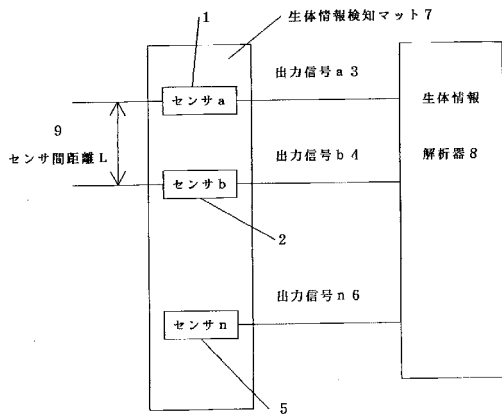 1
生体情報検知マット7
センサa
出力信号a3
生体情報
9
センサ間距離L
センサb
出力信号b4
解析器8
2
出力信号n6
センサn
5